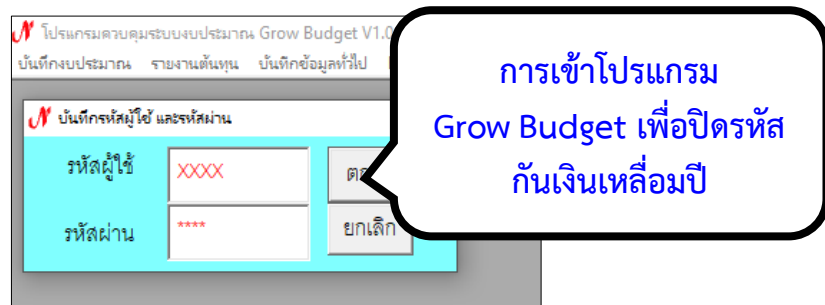 โปรแกรมควบคุมระบบงบประมาณ Grow Budget V1.0
บันทึกงบประมาณ รายงานต้นทุน บันทึกข้อมูลทั่วไป
บันทึกรหัสผู้ใช้ และรหัสผ่าน
รหัสผู้ใช้ XXXX
รหัสผ่าน **** ยกเลิก
การเข้าโปรแกรม
Grow Budget เพื่อปิดรหัส
กันเงินเหลื่อมปี